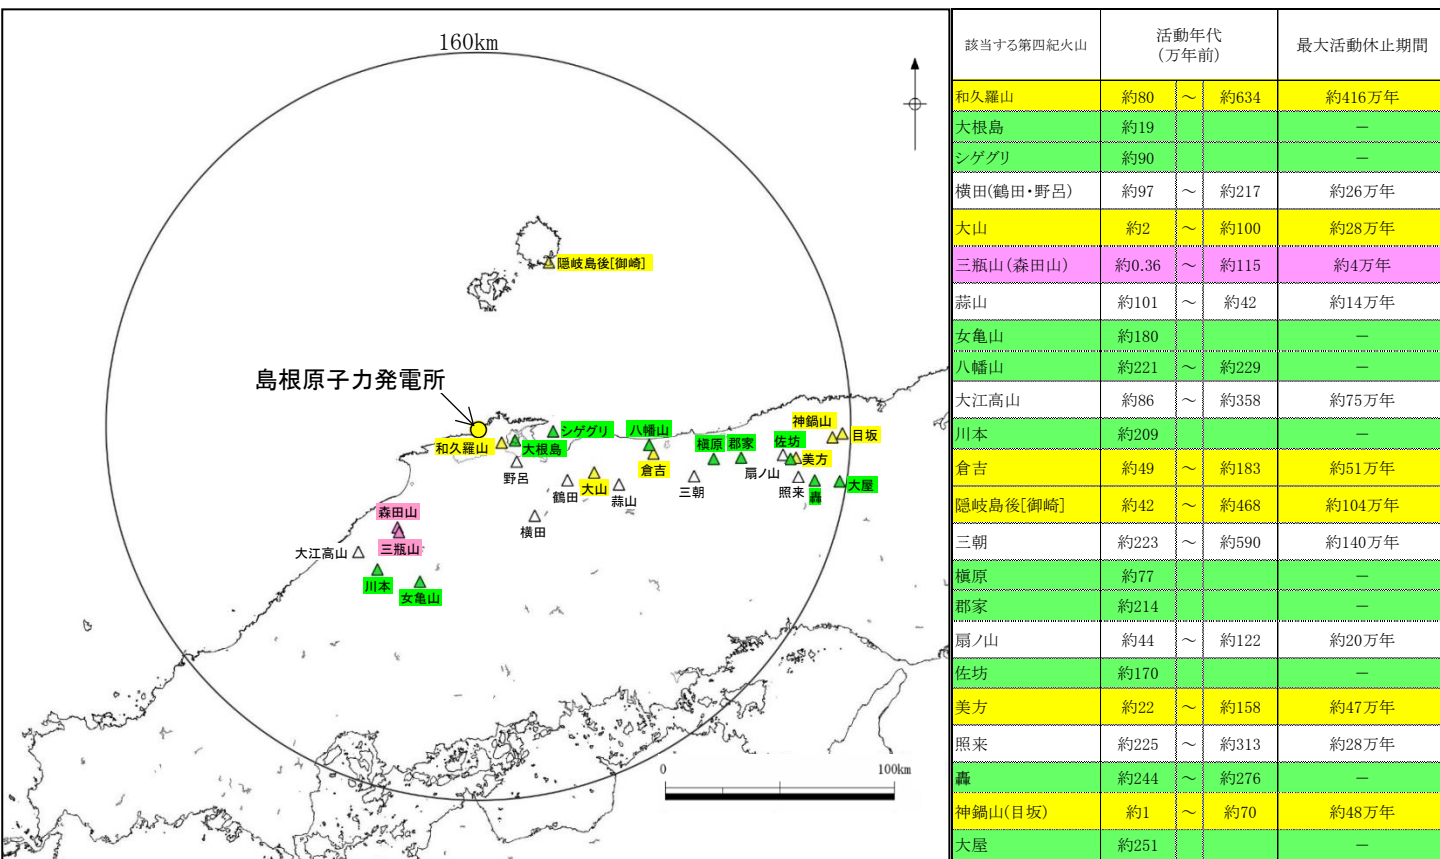 160km
隠岐島後[御崎]
島根原子力発電所
和久羅山
大根島
シゲグリ
野呂
鶴田
大山
蒜山
横田
八幡山
倉吉
三朝
槇原
郡家
扇ノ山
佐坊
美方
照来
轟
神鍋山
目坂
大屋
森田山
三瓶山
大江高山
川本
女亀山
0 100km
該当する第四紀火山 活動年代 (万年前) 最大活動休止期間
和久羅山 約80 ～ 約634 約416万年
大根島 約19 －
シゲグリ 約90 －
横田(鶴田・野呂) 約97 ～ 約217 約26万年
大山 約2 ～ 約100 約28万年
三瓶山(森田山) 約0.36 ～ 約115 約4万年
蒜山 約101 ～ 約42 約14万年
女亀山 約180 －
八幡山 約221 ～ 約229 －
大江高山 約86 ～ 約358 約75万年
川本 約209 －
倉吉 約49 ～ 約183 約51万年
隠岐島後[御崎] 約42 ～ 約468 約104万年
三朝 約223 ～ 約590 約140万年
槇原 約77 －
郡家 約214 －
扇ノ山 約44 ～ 約122 約20万年
佐坊 約170 －
美方 約22 ～ 約158 約47万年
照来 約225 ～ 約313 約28万年
轟 約244 ～ 約276 －
神鍋山(目坂) 約1 ～ 約70 約48万年
大屋 約251 －